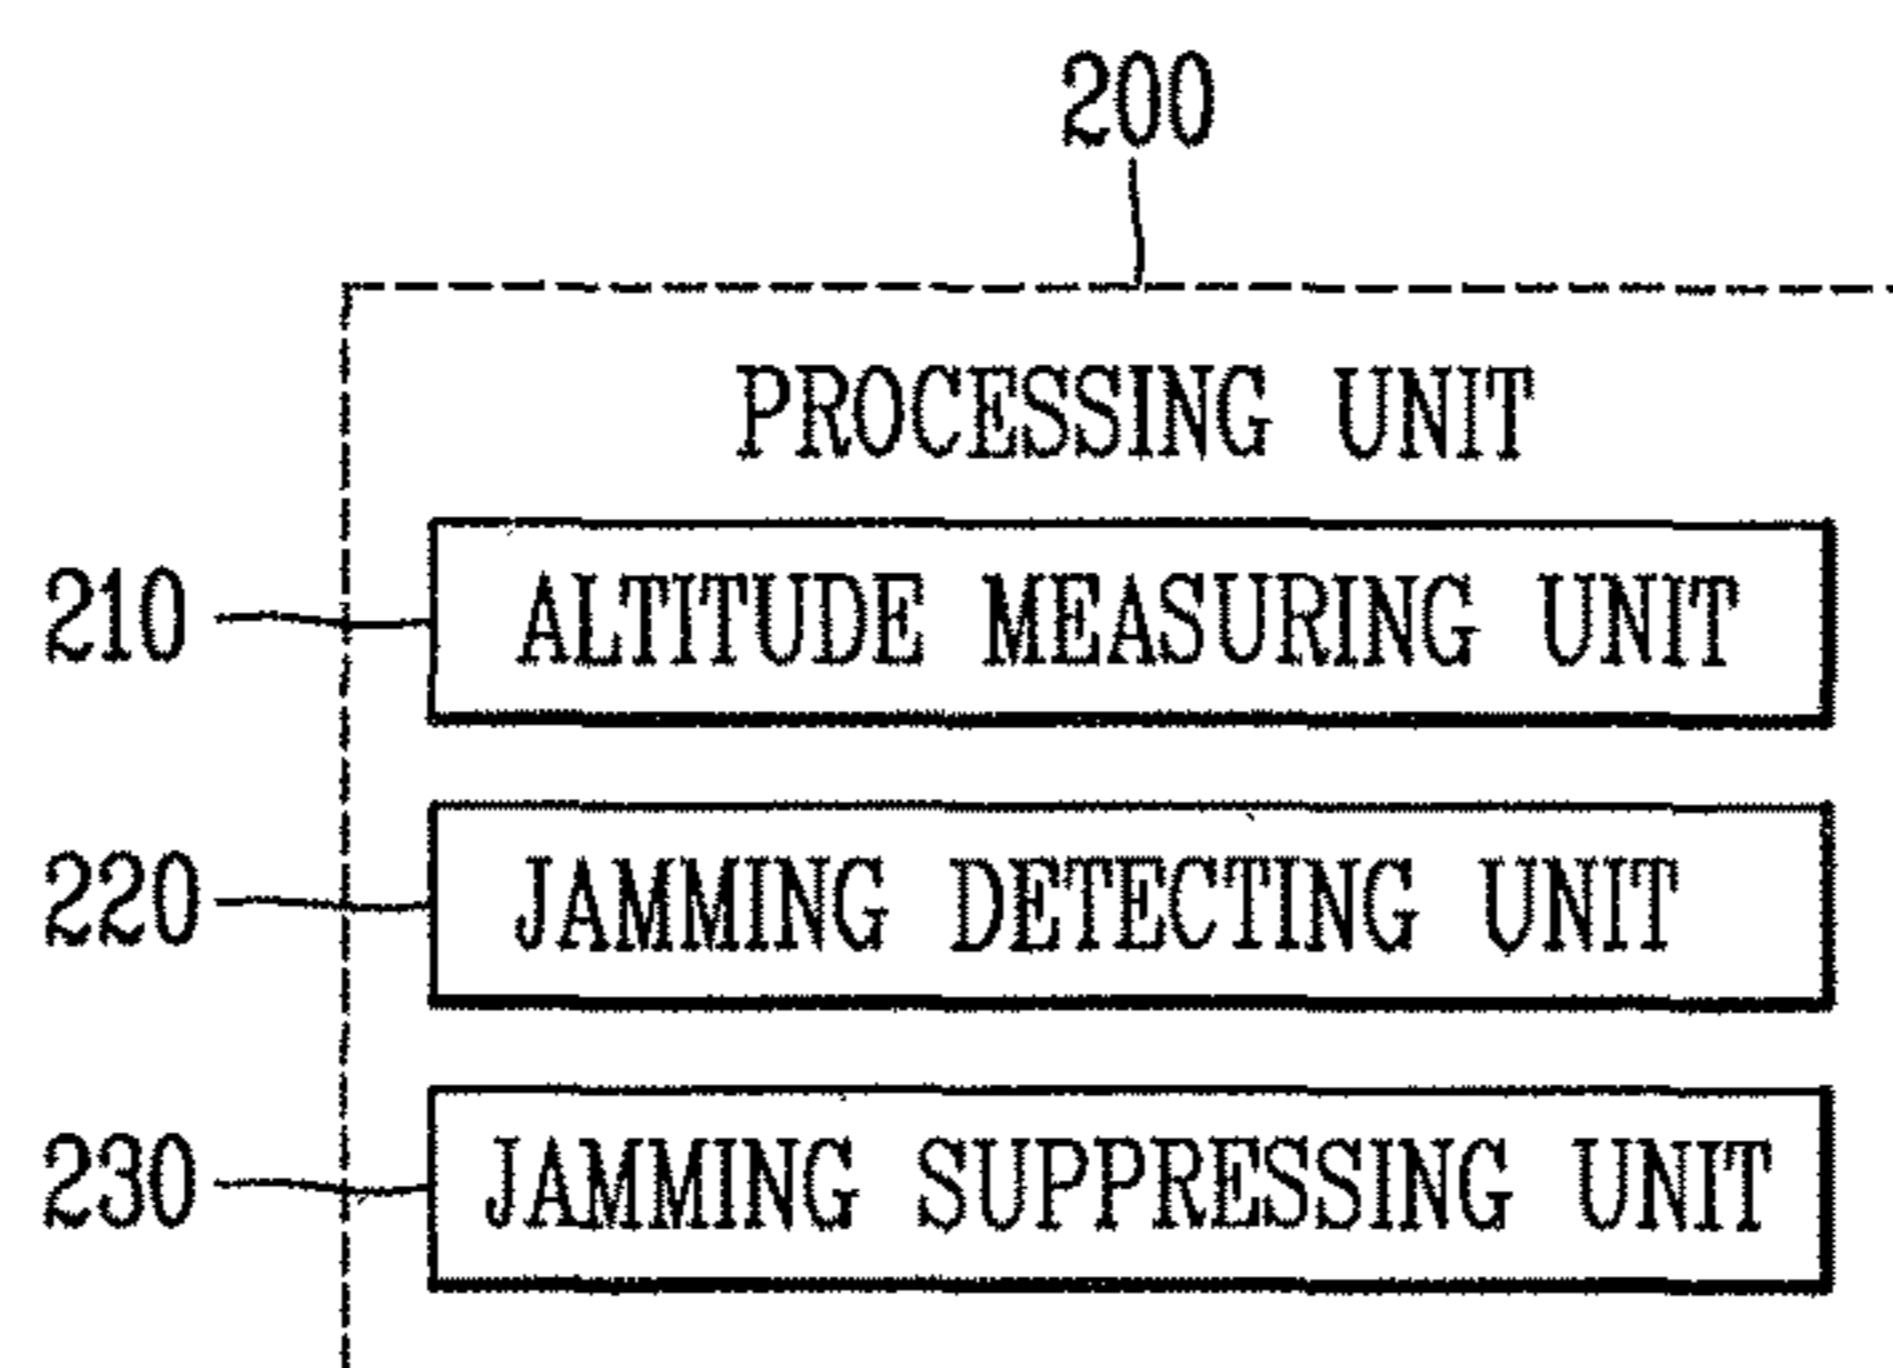 200
PROCESSING UNIT
210 ALTITUDE MEASURING UNIT
220 JAMMING DETECTING UNIT
230 JAMMING SUPPRESSING UNIT